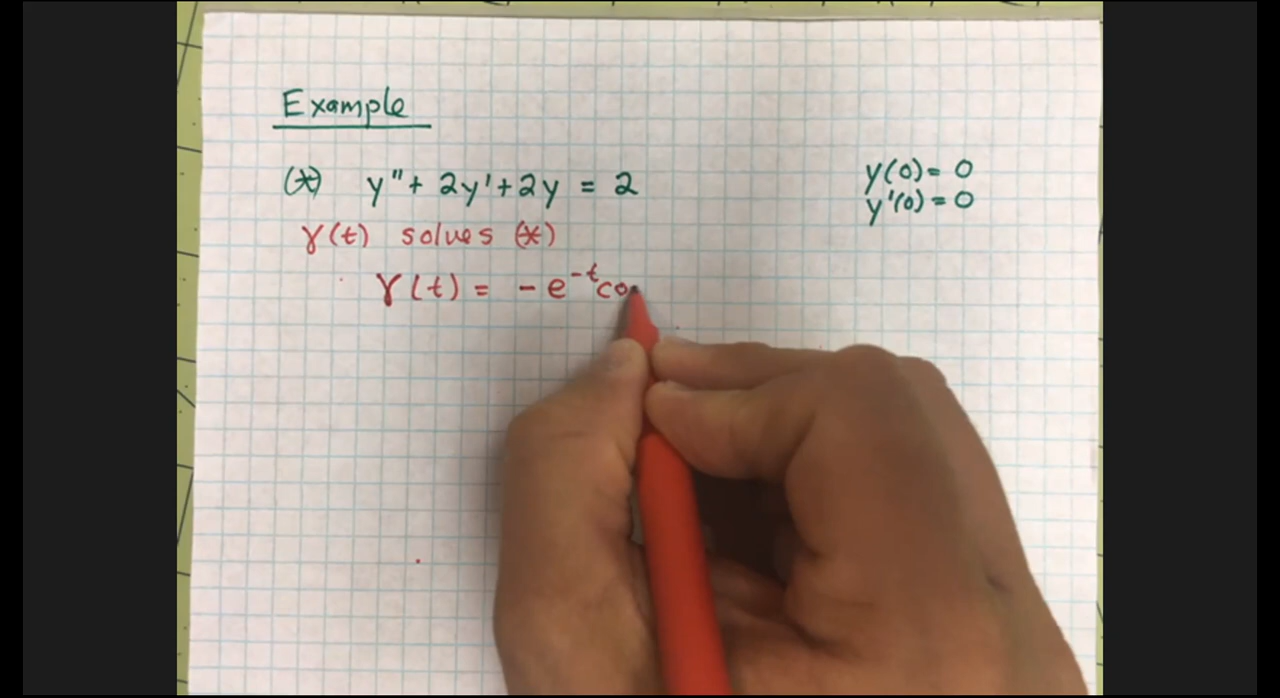 Example
(*) y"+ 2y'+2y = 2
y(0)= 0
y'(0)=0
γ(t) solves (*)
γ(t)= -e^-t co